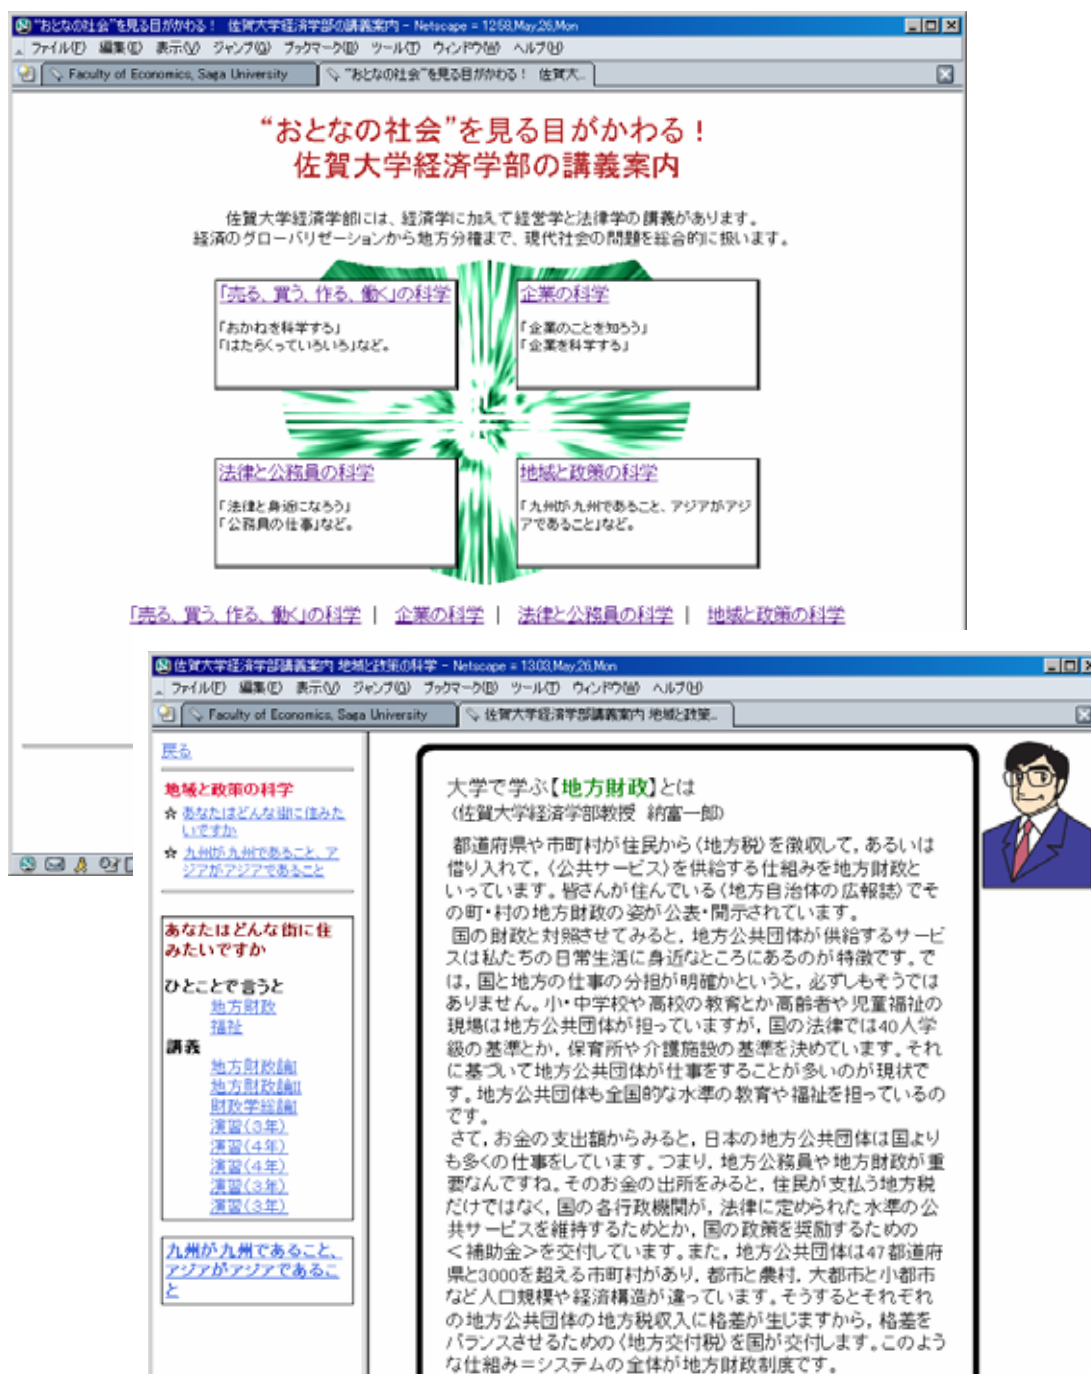 "おとなの社会"を見る目がかわる！ 佐賀大学経済学部の講義案内 - Netscape = 12:58,May,26,Mon
ファイル(F) 編集(E) 表示(V) ジャンプ(G) ブックマーク(B) ツール(T) ウィンドウ(W) ヘルプ(H)
Faculty of Economics, Saga University
"おとなの社会"を見る目がかわる！ 佐賀大..
“おとなの社会”を見る目がかわる！
佐賀大学経済学部の講義案内
佐賀大学経済学部には、経済学に加えて経営学と法律学の講義があります。
経済のグローバリゼーションから地方分権まで、現代社会の問題を総合的に扱います。
「売る、買う、作る、働く」の科学
「おかねを科学する」
「はたらくっていろいろ」など。
企業の科学
「企業のことを知ろう」
「企業を科学する」
法律と公務員の科学
「法律と身近になろう」
「公務員の仕事」など。
地域と政策の科学
「九州が九州であること、アジアがアジ
アであること」など。
「売る、買う、作る、働く」の科学 | 企業の科学 | 法律と公務員の科学 | 地域と政策の科学
佐賀大学経済学部講義案内 地域と政策の科学 - Netscape = 13:03,May,26,Mon
ファイル(F) 編集(E) 表示(V) ジャンプ(G) ブックマーク(B) ツール(T) ウィンドウ(W) ヘルプ(H)
Faculty of Economics, Saga University
佐賀大学経済学部講義案内 地域と政策..
戻る
地域と政策の科学
☆ あなたはどんな街に住みた
いですか
☆ 九州が九州であること、ア
ジアがアジアであること
あなたはどんな街に住
みたいですか
ひとことで言うと
地方財政
福祉
講義
地方財政論I
地方財政論II
財政学総論I
演習(3年)
演習(4年)
演習(4年)
演習(3年)
演習(3年)
九州が九州であること、
アジアがアジアであるこ
と
大学で学ぶ【地方財政】とは
(佐賀大学経済学部教授 納富一郎)
都道府県や市町村が住民から〈地方税〉を徴収して，あるいは
借り入れて，〈公共サービス〉を供給する仕組みを地方財政と
いっています。皆さんが住んでいる〈地方自治体の広報誌〉でそ
の町・村の地方財政の姿が公表・開示されています。
国の財政と対照させてみると，地方公共団体が供給するサービ
スは私たちの日常生活に身近なところにあるのが特徴です。で
は，国と地方の仕事の分担が明確かというと，必ずしもそうでは
ありません。小・中学校や高校の教育とか高齢者や児童福祉の
現場は地方公共団体が担っていますが，国の法律では40人学
級の基準とか，保育所や介護施設の基準を決めています。それ
に基づいて地方公共団体が仕事をすることが多いのが現状で
す。地方公共団体も全国的な水準の教育や福祉を担っているの
です。
さて，お金の支出額からみると，日本の地方公共団体は国より
も多くの仕事をしています。つまり，地方公務員や地方財政が重
要なんですね。そのお金の出所をみると，住民が支払う地方税
だけではなく，国の各行政機関が，法律に定められた水準の公
共サービスを維持するためとか，国の政策を奨励するための
＜補助金＞を交付しています。また，地方公共団体は47都道府
県と3000を超える市町村があり，都市と農村，大都市と小都市
など人口規模や経済構造が違っています。そうするとそれぞれ
の地方公共団体の地方税収入に格差が生じますから，格差を
バランスさせるための〈地方交付税〉を国が交付します。このよう
な仕組み＝システムの全体が地方財政制度です。